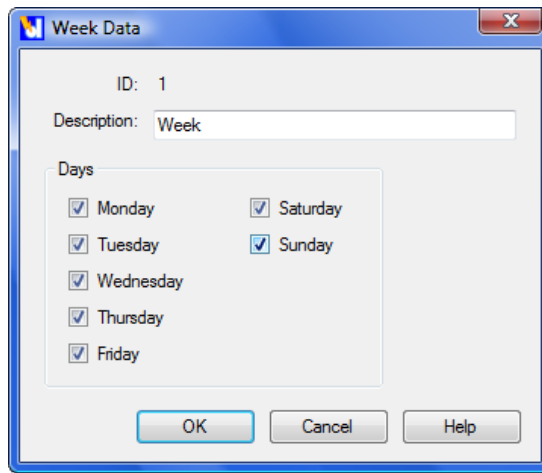 Week Data
ID: 1
Description: Week
Days
Monday Saturday
Tuesday Sunday
Wednesday
Thursday
Friday
OK Cancel Help